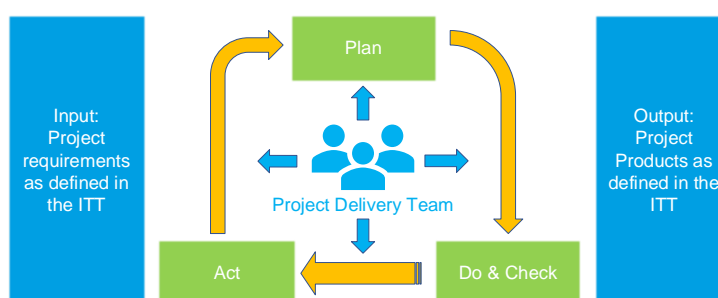 Plan
Input:
Project
requirements
as defined in
the ITT
Output:
Project
Products as
defined in the
ITT
Project Delivery Team
Act
Do & Check